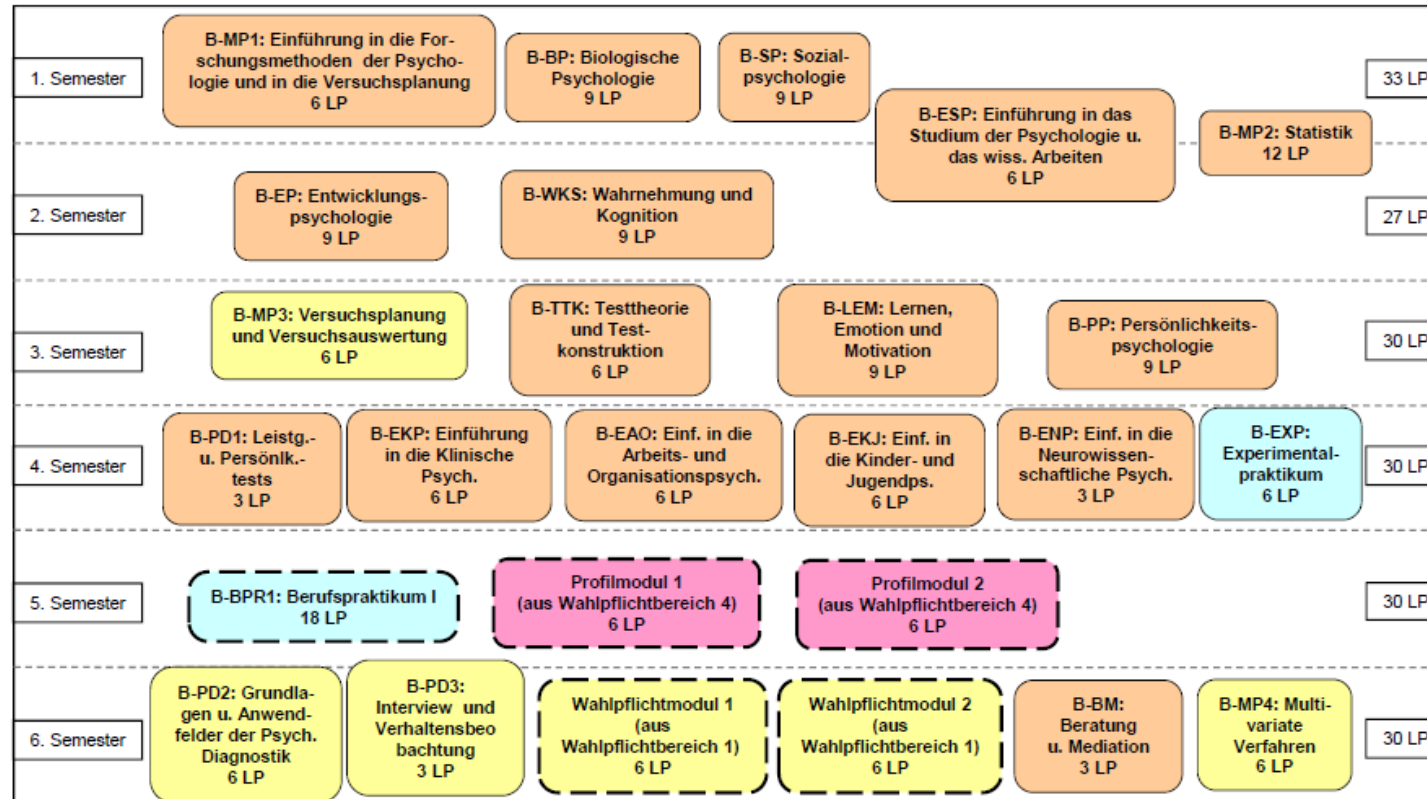 1. Semester
B-MP1: Einführung in die For-
schungsmethoden der Psycho-
logie und in die Versuchsplanung
6 LP
B-BP: Biologische
Psychologie
9 LP
B-SP: Sozial-
psychologie
9 LP
B-ESP: Einführung in das
Studium der Psychologie u.
das wiss. Arbeiten
6 LP
B-MP2: Statistik
12 LP
33 LP
2. Semester
B-EP: Entwicklungs-
psychologie
9 LP
B-WKS: Wahrnehmung und
Kognition
9 LP
27 LP
3. Semester
B-MP3: Versuchsplanung
und Versuchsauswertung
6 LP
B-TTK: Testtheorie
und Test-
konstruktion
6 LP
B-LEM: Lernen,
Emotion und
Motivation
9 LP
B-PP: Persönlichkeits-
psychologie
9 LP
30 LP
4. Semester
B-PD1: Leistg.-
u. Persönlk.-
tests
3 LP
B-EKP: Einführung
in die Klinische
Psych.
6 LP
B-EAO: Einf. in die
Arbeits- und
Organisationspsych.
6 LP
B-EKJ: Einf. in
die Kinder- und
Jugendps.
6 LP
B-ENP: Einf. in die
Neurowissen-
schaftliche Psych.
3 LP
B-EXP:
Experimental-
praktikum
6 LP
30 LP
5. Semester
B-BPR1: Berufspraktikum I
18 LP
Profilmodul 1
(aus Wahlpflichtbereich 4)
6 LP
Profilmodul 2
(aus Wahlpflichtbereich 4)
6 LP
30 LP
6. Semester
B-PD2: Grundla-
gen u. Anwend-
felder der Psych.
Diagnostik
6 LP
B-PD3:
Interview und
Verhaltensbeo
bachtung
3 LP
Wahlpflichtmodul 1
(aus
Wahlpflichtbereich 1)
6 LP
Wahlpflichtmodul 2
(aus
Wahlpflichtbereich 1)
6 LP
B-BM:
Beratung
u. Mediation
3 LP
B-MP4: Multi-
variate
Verfahren
6 LP
30 LP